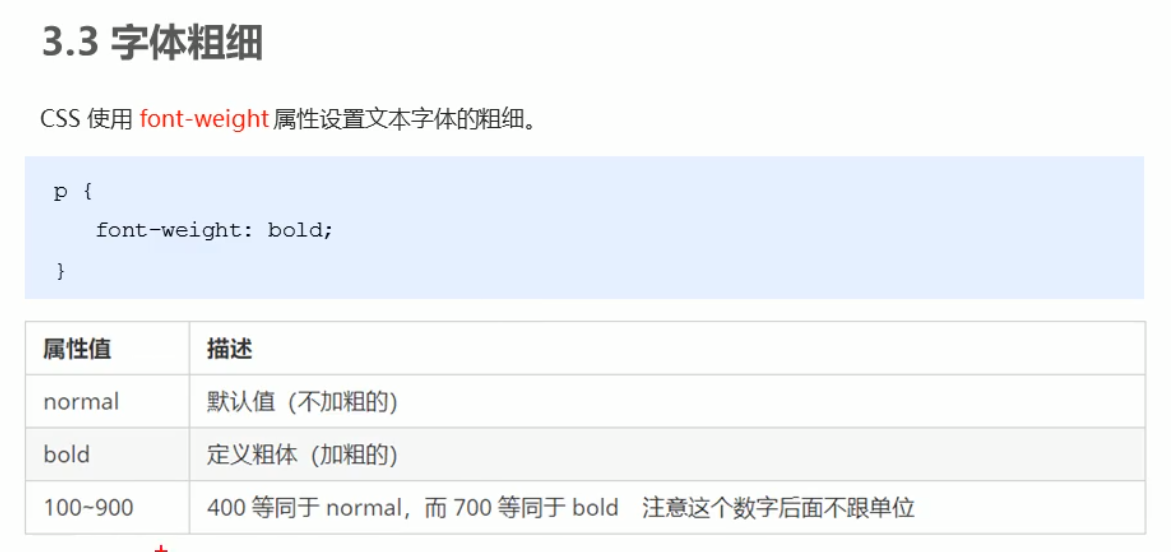 3.3 字体粗细
CSS 使用 font-weight 属性设置文本字体的粗细。
p {
font-weight: bold;
}
属性值 描述
normal 默认值（不加粗的）
bold 定义粗体（加粗的）
100~900 400 等同于 normal，而 700 等同于 bold 注意这个数字后面不跟单位